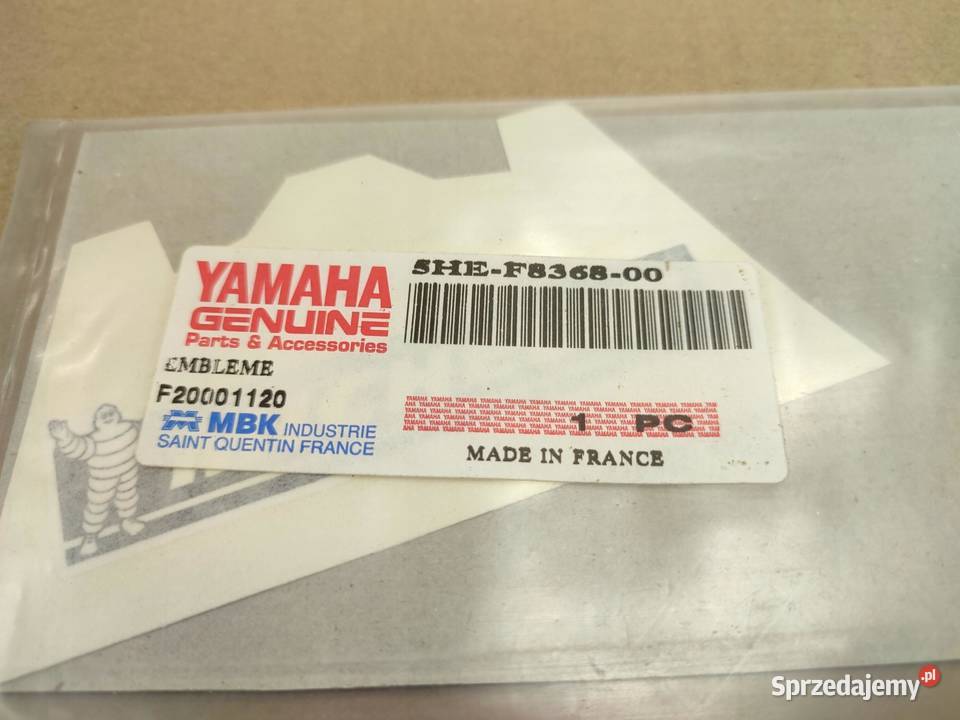 5HE-F8368-00
YAMAHA
GENUINE
Parts & Accessories
EMBLEME
F20001120
MBK INDUSTRIE
SAINT QUENTIN FRANCE
1 PC
MADE IN FRANCE
Sprzedajemy.pl